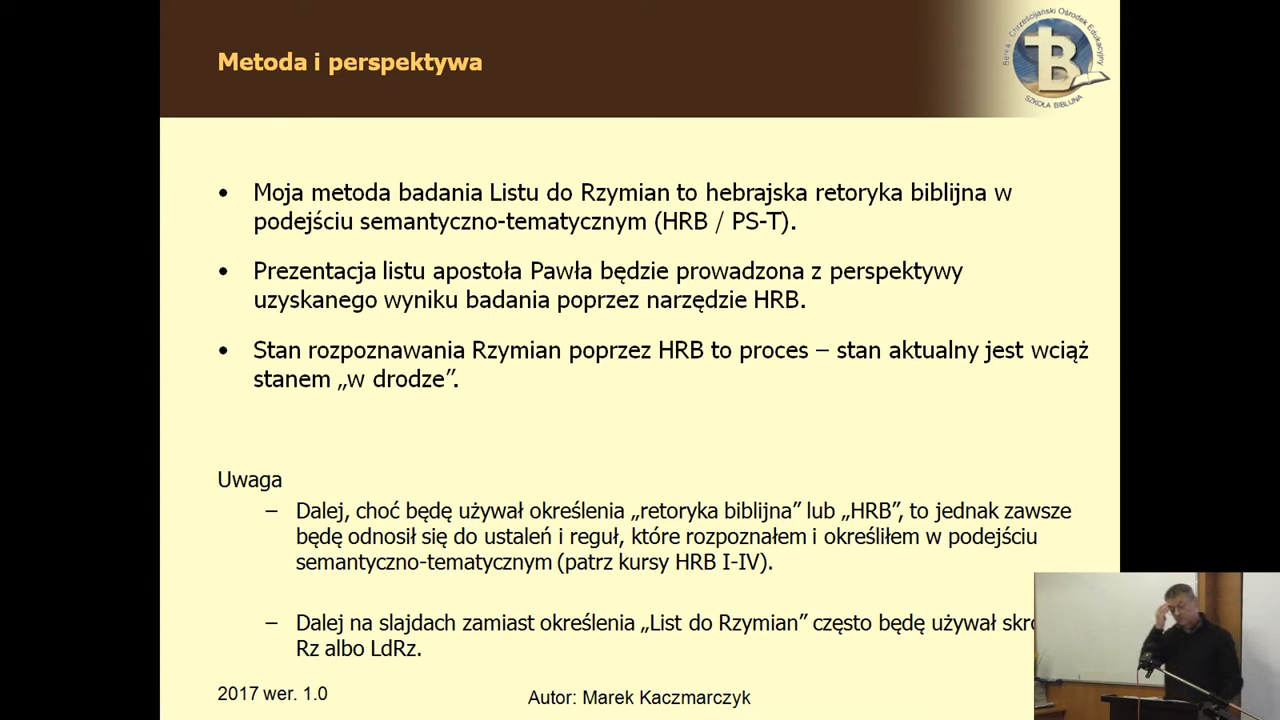 Metoda i perspektywa
Berea - Chrześcijański Ośrodek Edukacyjny
SZKOŁA BIBLIJNA
• Moja metoda badania Listu do Rzymian to hebrajska retoryka biblijna w
podejściu semantyczno-tematycznym (HRB / PS-T).
• Prezentacja listu apostoła Pawła będzie prowadzona z perspektywy
uzyskanego wyniku badania poprzez narzędzie HRB.
• Stan rozpoznawania Rzymian poprzez HRB to proces – stan aktualny jest wciąż
stanem „w drodze”.
Uwaga
– Dalej, choć będę używał określenia „retoryka biblijna” lub „HRB”, to jednak zawsze
będę odnosił się do ustaleń i reguł, które rozpoznałem i określiłem w podejściu
semantyczno-tematycznym (patrz kursy HRB I-IV).
– Dalej na slajdach zamiast określenia „List do Rzymian” często będę używał
Rz albo LdRz.
2017 wer. 1.0
Autor: Marek Kaczmarczyk